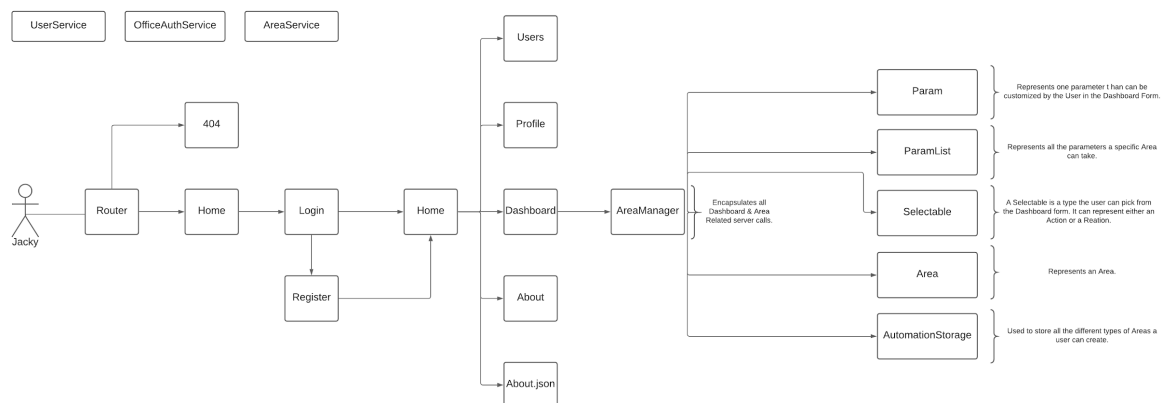 UserService
OfficeAuthService
AreaService
Users
404
Profile
Jacky
Router
Home
Login
Home
Dashboard
AreaManager
Encapsulates all
Dashboard & Area
Related server calls.
Register
About
About.json
Param
Represents one parameter t han can be
customized by the User in the Dashboard Form.
ParamList
Represents all the parameters a specific Area
can take.
Selectable
A Selectable is a type the user can pick from
the Dashboard form. It can represent either an
Action or a Reation.
Area
Represents an Area.
AutomationStorage
Used to store all the different types of Areas a
user can create.